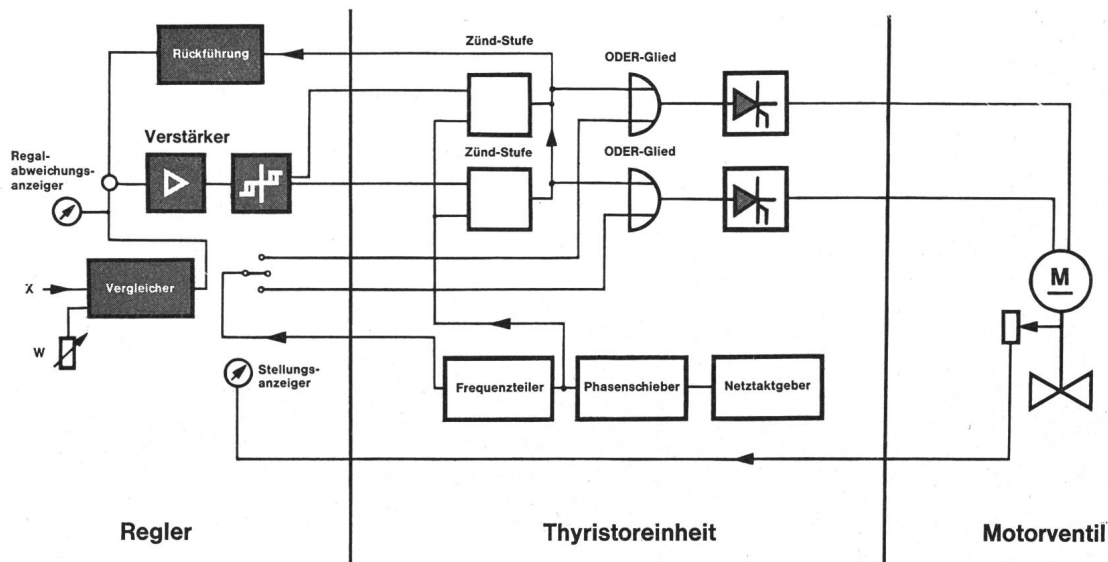 Zünd-Stufe
ODER-Glied
Rückführung
Verstärker
Regal-
abweichungs-
anzeiger
Zünd-Stufe
ODER-Glied
X
Vergleicher
W
M
Stellungs-
anzeiger
Frequenzteiler
Phasenschieber
Netztaktgeber
Regler
Thyristoreinheit
Motorventil